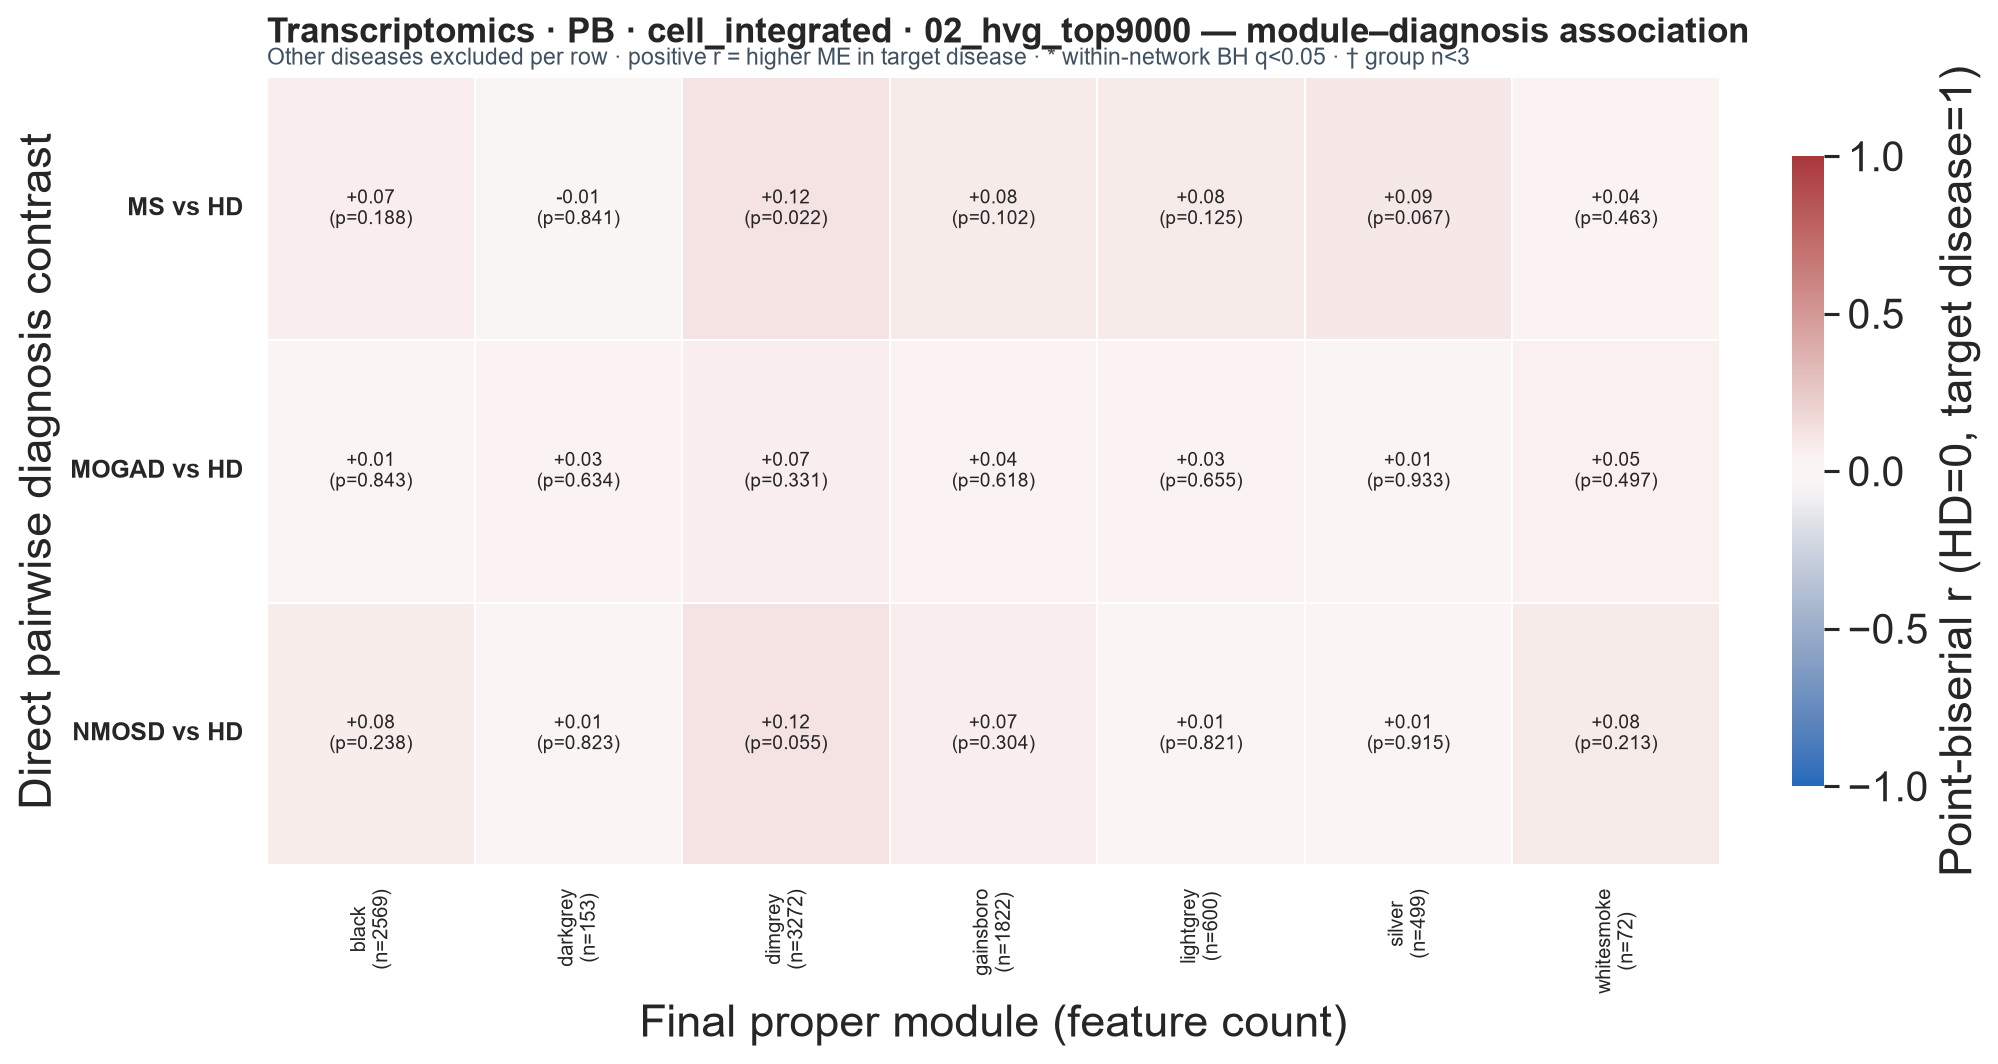 Transcriptomics · PB · cell_integrated · 02_hvg_top9000 — module–diagnosis association
Other diseases excluded per row · positive r = higher ME in target disease · * within-network BH q<0.05 · † group n<3
Direct pairwise diagnosis contrast
MS vs HD
+0.07
(p=0.188)
-0.01
(p=0.841)
+0.12
(p=0.022)
+0.08
(p=0.102)
+0.08
(p=0.125)
+0.09
(p=0.067)
+0.04
(p=0.463)
MOGAD vs HD
+0.01
(p=0.843)
+0.03
(p=0.634)
+0.07
(p=0.331)
+0.04
(p=0.618)
+0.03
(p=0.655)
+0.01
(p=0.933)
+0.05
(p=0.497)
NMOSD vs HD
+0.08
(p=0.238)
+0.01
(p=0.823)
+0.12
(p=0.055)
+0.07
(p=0.304)
+0.01
(p=0.821)
+0.01
(p=0.915)
+0.08
(p=0.213)
black
(n=2569)
darkgrey
(n=153)
dimgrey
(n=3272)
gainsboro
(n=1822)
lightgrey
(n=600)
silver
(n=499)
whitesmoke
(n=72)
Final proper module (feature count)
1.0
0.5
0.0
−0.5
−1.0
Point-biserial r (HD=0, target disease=1)